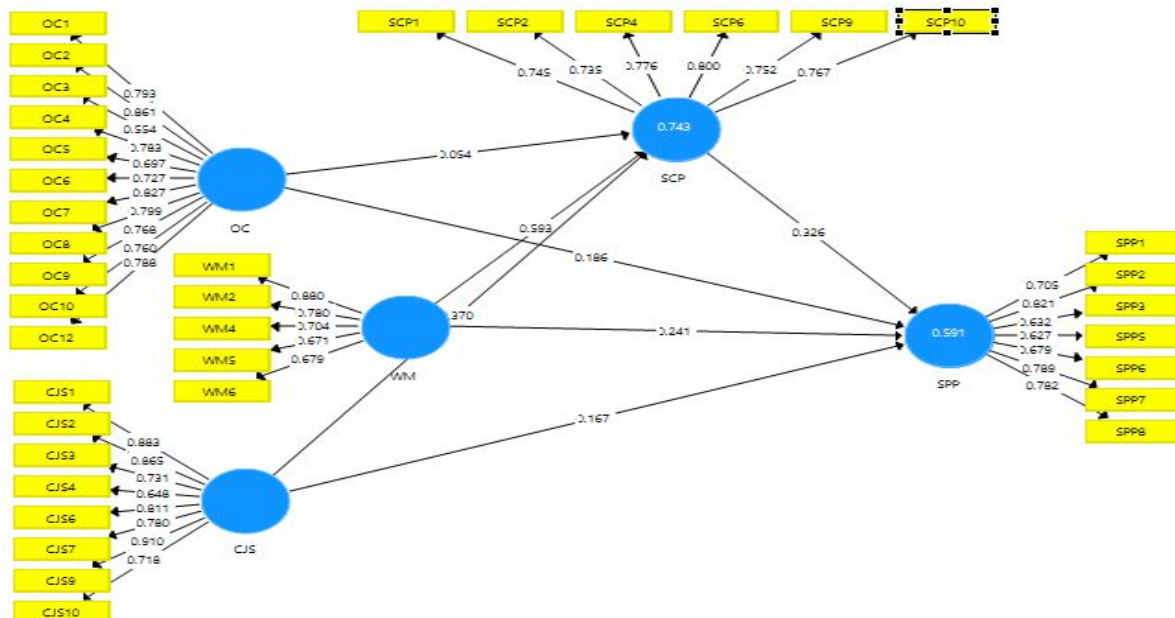 OC1
OC2
OC3
OC4
OC5
OC6
OC7
OC8
OC9
OC10
OC12
0.793
0.861
0.554
0.783
0.697
0.727
0.827
0.799
0.768
0.760
0.788
OC
SCP1
SCP2
SCP4
SCP6
SCP9
SCP10
0.745
0.735
0.776
0.800
0.752
0.767
0.743
SCP
0.054
0.593
0.326
0.186
.370
0.241
0.167
WM1
WM2
WM4
WM5
WM6
0.880
0.780
0.704
0.671
0.679
WM
CJS1
CJS2
CJS3
CJS4
CJS6
CJS7
CJS9
CJS10
0.883
0.865
0.731
0.648
0.811
0.780
0.910
0.718
CJS
0.591
SPP
0.705
0.821
0.632
0.627
0.679
0.789
0.782
SPP1
SPP2
SPP3
SPP5
SPP6
SPP7
SPP8